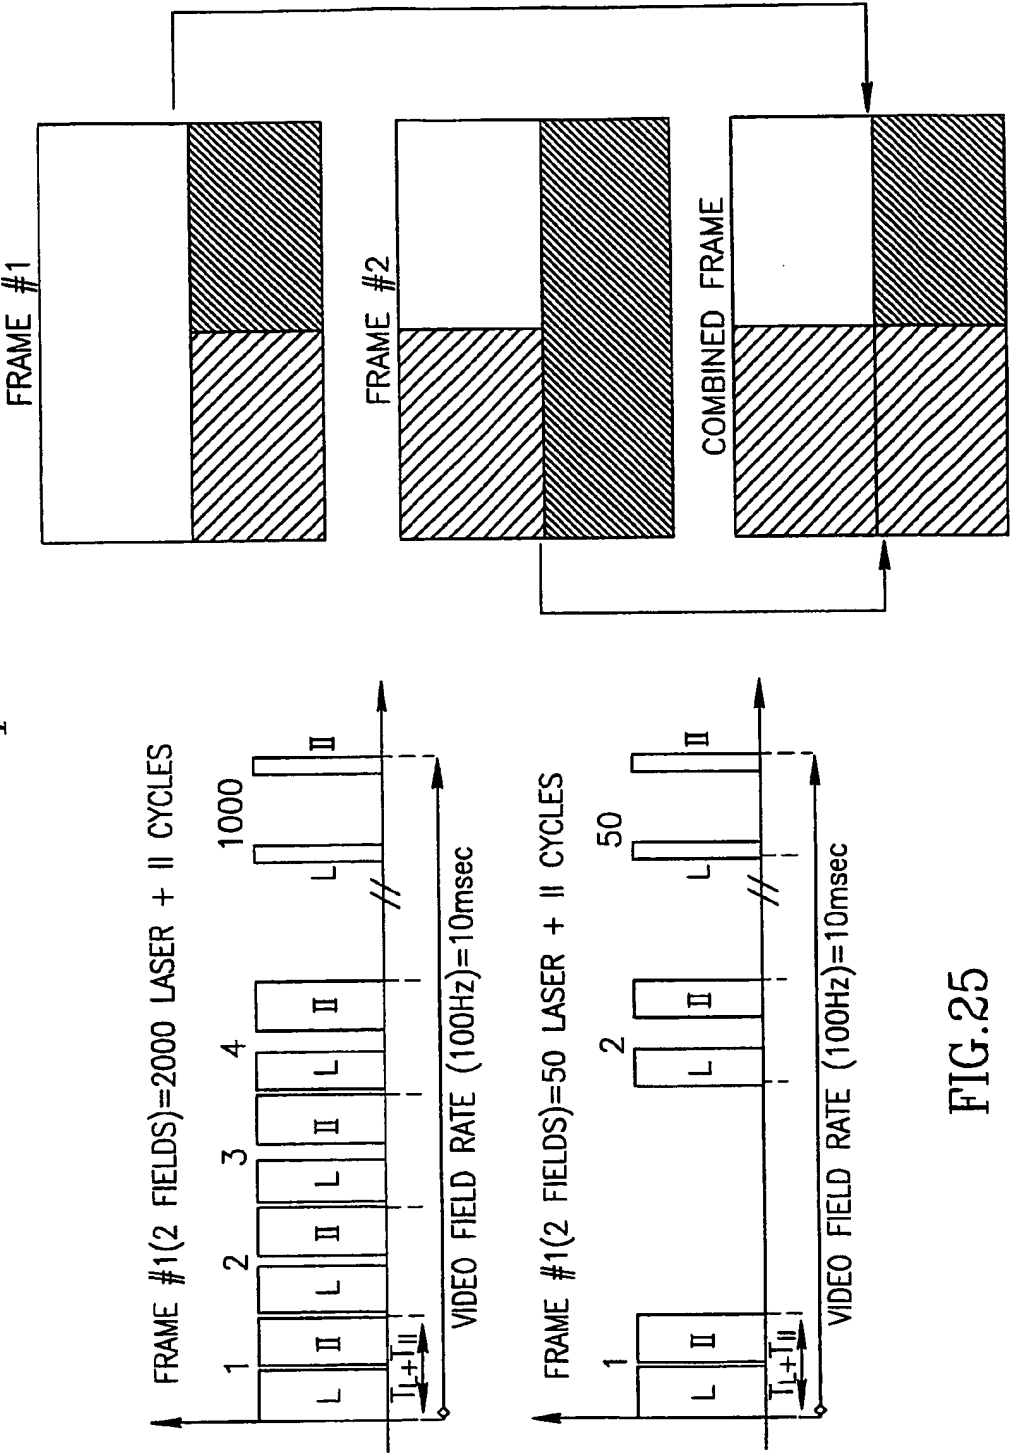 FRAME #1(2 FIELDS)=2000 LASER + II CYCLES
1
2
3
4
1000
L
II
L
II
L
II
L
II
L
II
TL+TII
VIDEO FIELD RATE (100Hz)=10msec
FRAME #1(2 FIELDS)=50 LASER + II CYCLES
1
2
50
L
II
L
II
L
II
TL+TII
VIDEO FIELD RATE (100Hz)=10msec
FRAME #1
FRAME #2
COMBINED FRAME
FIG.25